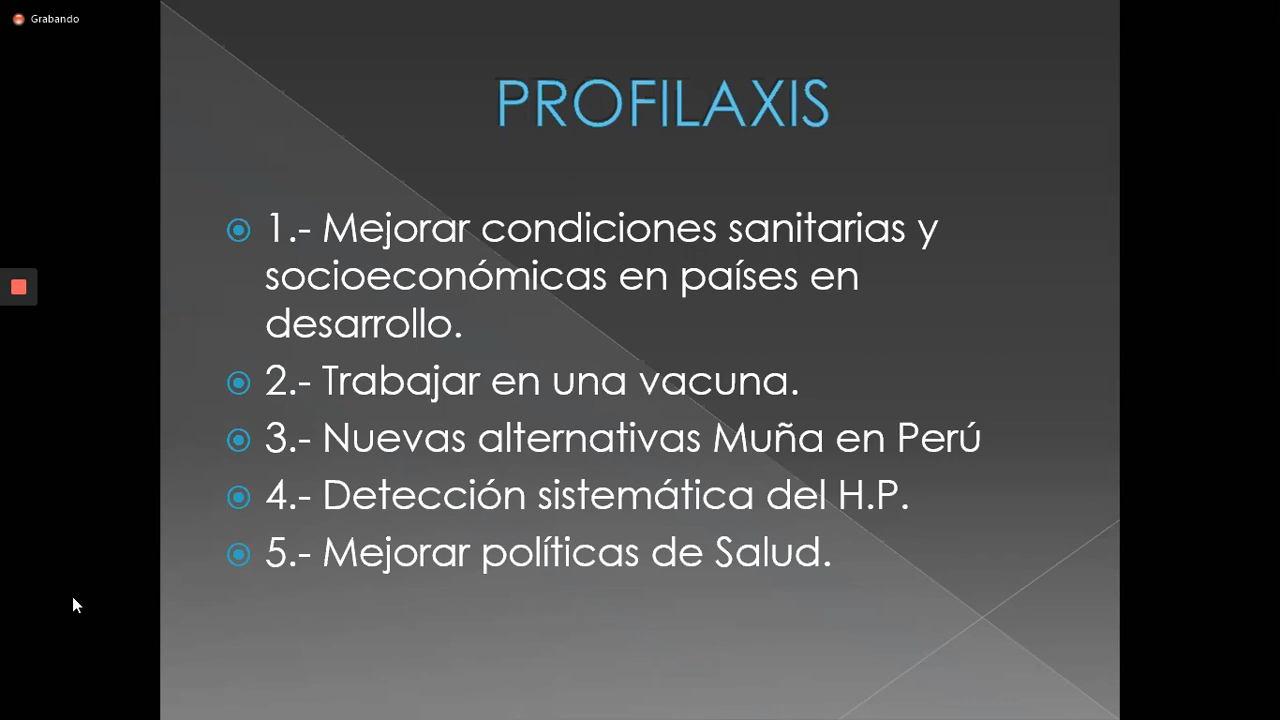 Grabando
PROFILAXIS
1.- Mejorar condiciones sanitarias y
socioeconómicas en países en
desarrollo.
2.- Trabajar en una vacuna.
3.- Nuevas alternativas Muña en Perú
4.- Detección sistemática del H.P.
5.- Mejorar políticas de Salud.